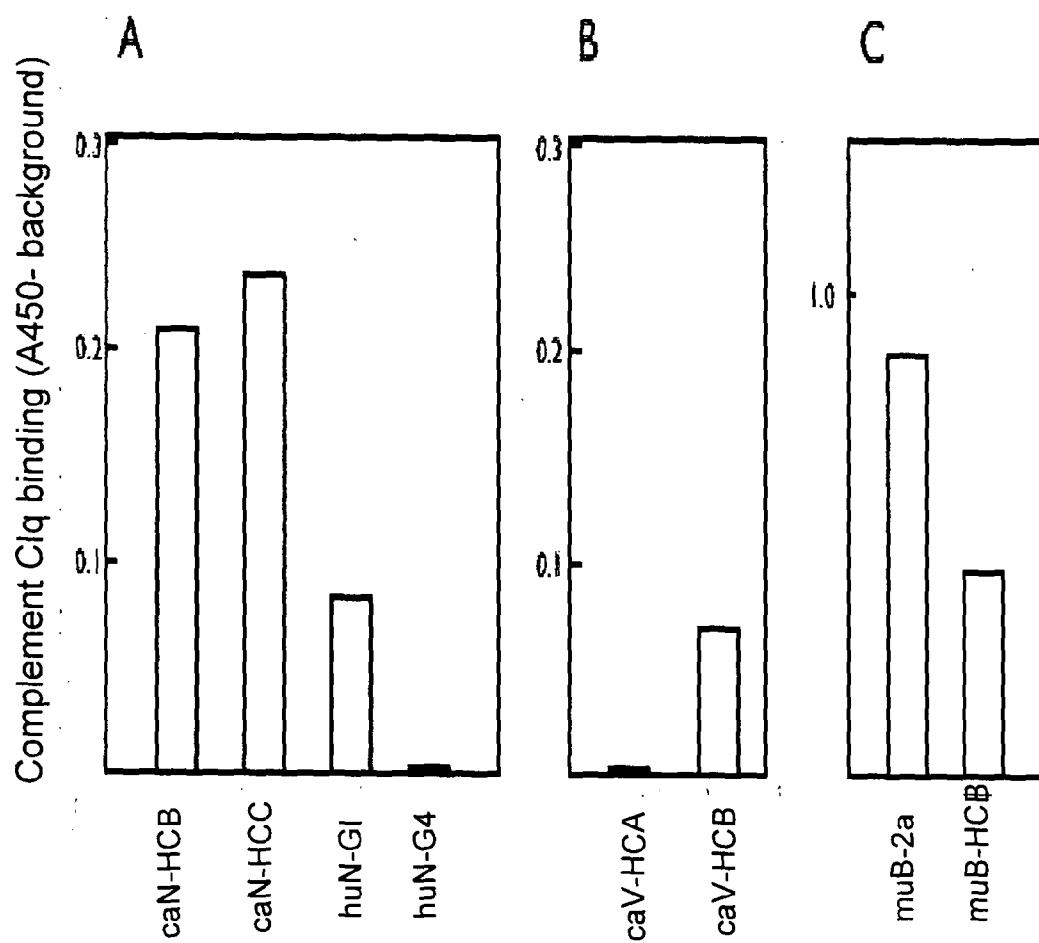 A
B
C
Complement Clq binding (A450- background)
0.3
0.2
0.1
0.3
0.2
0.1
1.0
caN-HCB
caN-HCC
huN-GI
huN-G4
caV-HCA
caV-HCB
muB-2a
muB-HCB